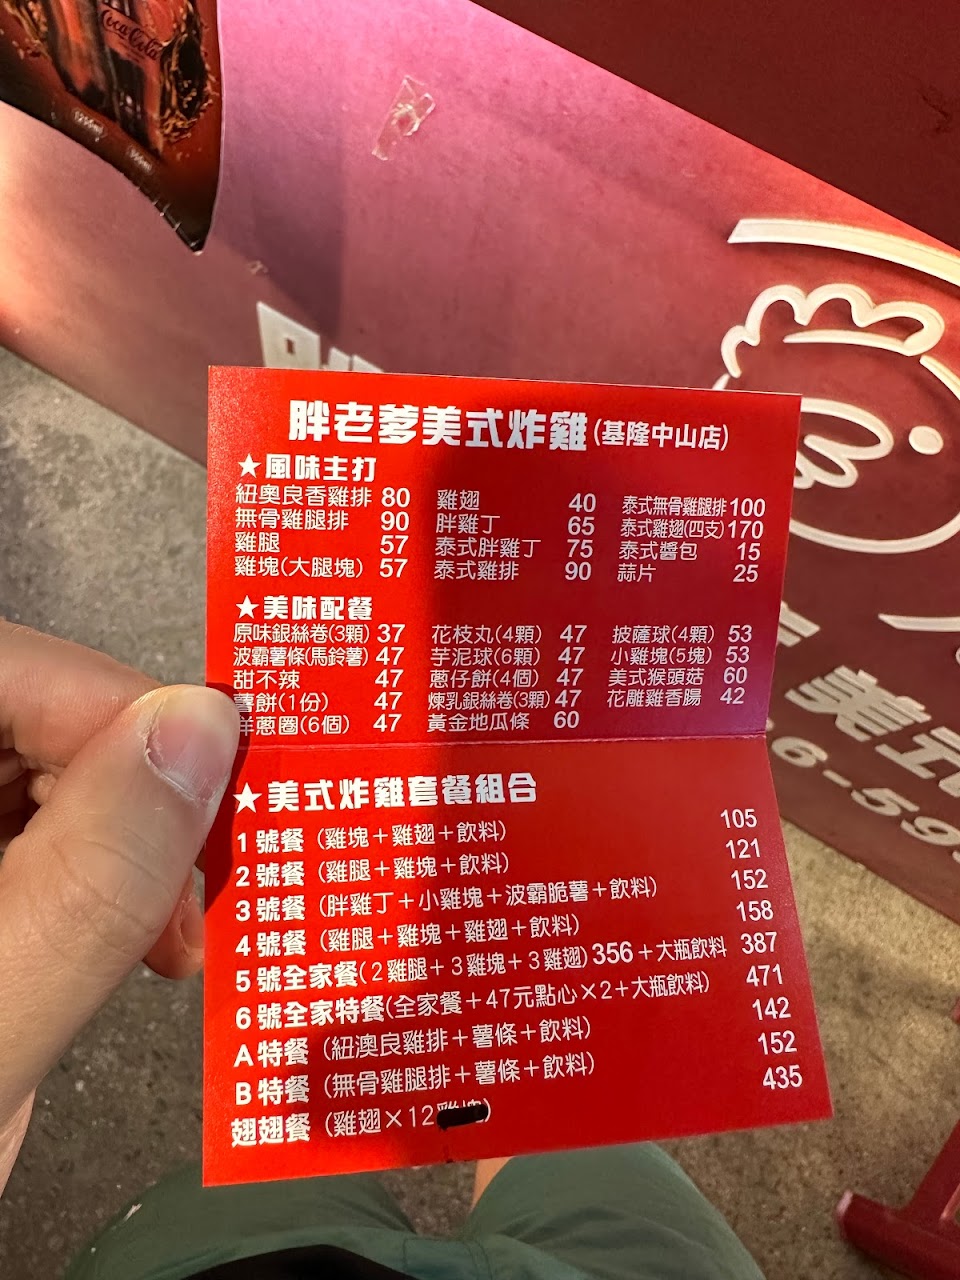 Coca-Cola
胖老爹美式炸雞(基隆中山店)
★風味主打
紐奧良香雞排 80 雞翅 40 泰式無骨雞腿排 100
無骨雞腿排 90 胖雞丁 65 泰式雞翅(四支) 170
雞腿 57 泰式胖雞丁 75 泰式醬包 15
雞塊(大腿塊) 57 泰式雞排 90 蒜片 25
★美味配餐
原味銀絲卷(3顆) 37 花枝丸(4顆) 47 披薩球(4顆) 53
波霸薯條(馬鈴薯) 47 芋泥球(6顆) 47 小雞塊(5塊) 53
甜不辣 47 蔥仔餅(4個) 47 美式猴頭菇 60
薯餅(1份) 47 煉乳銀絲卷(3顆) 47 花雕雞香腸 42
洋蔥圈(6個) 47 黃金地瓜條 60
★美式炸雞套餐組合
1號餐 (雞塊+雞翅+飲料) 105
2號餐 (雞腿+雞塊+飲料) 121
3號餐 (胖雞丁+小雞塊+波霸脆薯+飲料) 152
4號餐 (雞腿+雞塊+雞翅+飲料) 158
5號全家餐(2雞腿+3雞塊+3雞翅)356+大瓶飲料 387
6號全家特餐(全家餐+47元點心×2+大瓶飲料) 471
A特餐 (紐澳良雞排+薯條+飲料) 142
B特餐 (無骨雞腿排+薯條+飲料) 152
翅翅餐 (雞翅×12) 435
美式
6-59